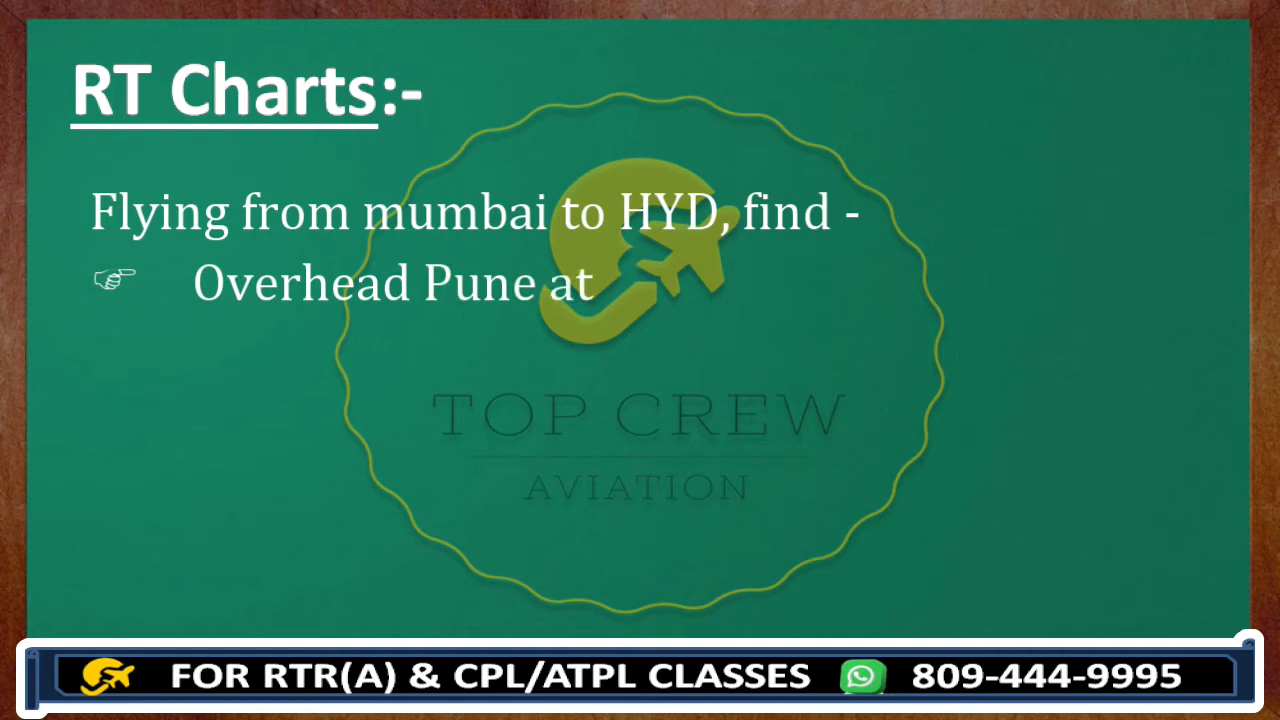 RT Charts:-
Flying from mumbai to HYD, find -
☞ Overhead Pune at
TOP CREW
AVIATION
FOR RTR(A) & CPL/ATPL CLASSES 809-444-9995